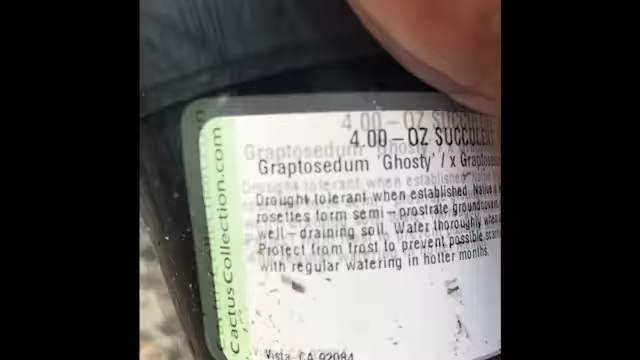 4.00-OZ SUCCULENT
Graptosedum 'Ghosty' / x Graptosedum
Drought tolerant when established. Native
rosettes form semi-prostrate groundcover
well-draining soil. Water thoroughly when
Protect from frost to prevent possible
with regular watering in hotter months.
Vista, CA 92084
CactusCollection.com